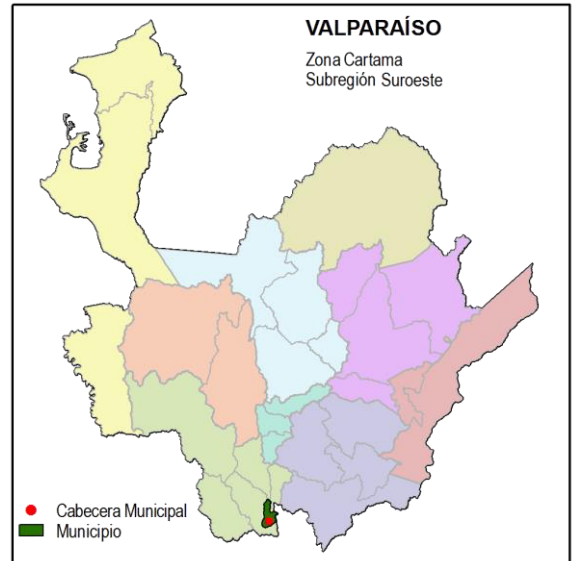 VALPARAÍSO
Zona Cartama
Subregión Suroeste
Cabecera Municipal
Municipio